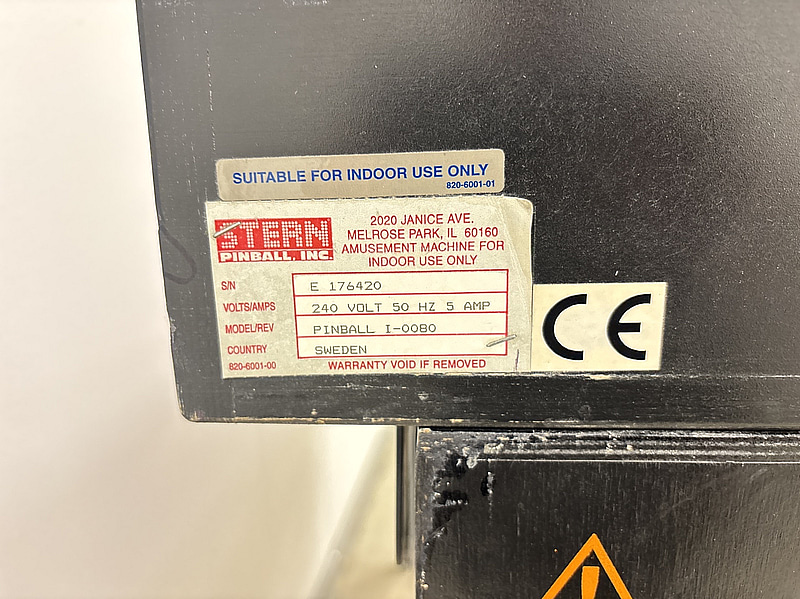 SUITABLE FOR INDOOR USE ONLY
820-6001-01
STERN
PINBALL, INC.
2020 JANICE AVE.
MELROSE PARK, IL 60160
AMUSEMENT MACHINE FOR
INDOOR USE ONLY
S/N E 176420
VOLTS/AMPS 240 VOLT 50 HZ 5 AMP
MODEL/REV PINBALL I-0080
COUNTRY SWEDEN
820-6001-00 WARRANTY VOID IF REMOVED
CE